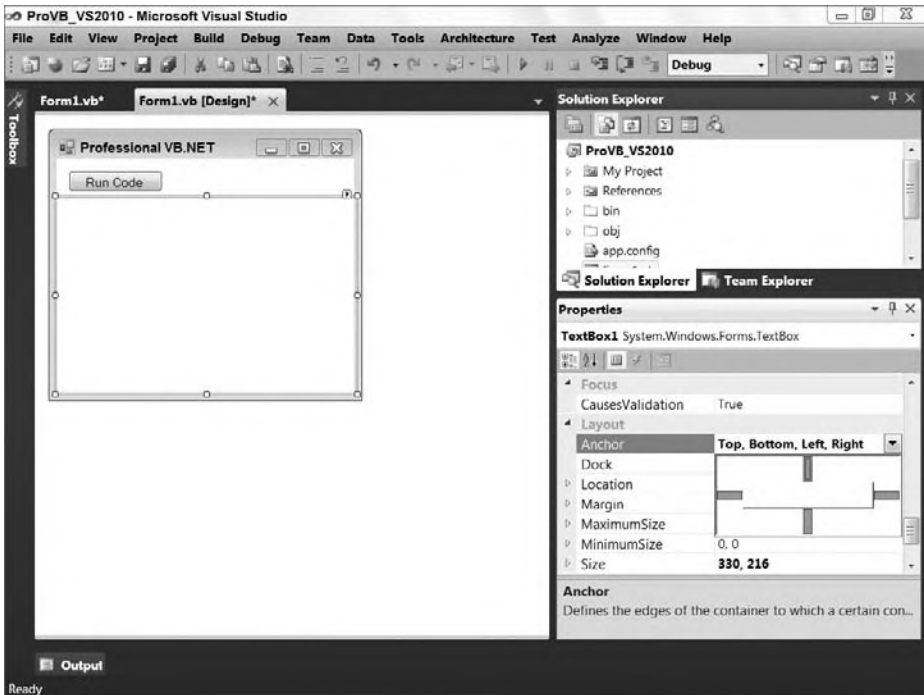 ProVB_VS2010 - Microsoft Visual Studio
File Edit View Project Build Debug Team Data Tools Architecture Test Analyze Window Help
Debug
Toolbox
Form1.vb*
Form1.vb [Design]*
Professional VB.NET
Run Code
Solution Explorer
ProVB_VS2010
My Project
References
bin
obj
app.config
Solution Explorer
Team Explorer
Properties
TextBox1 System.Windows.Forms.TextBox
Focus
CausesValidation True
Layout
Anchor Top, Bottom, Left, Right
Dock
Location
Margin
MaximumSize
MinimumSize 0, 0
Size 330, 216
Anchor
Defines the edges of the container to which a certain con...
Output
Ready